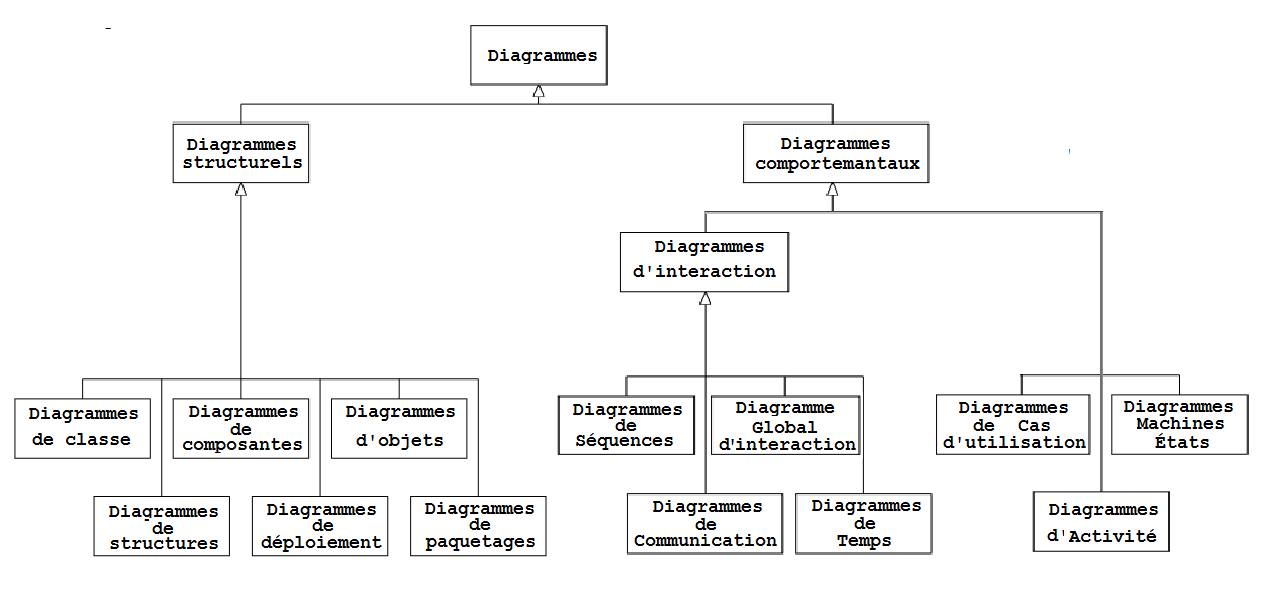 Diagrammes
Diagrammes
structurels
Diagrammes
comportemantaux
Diagrammes
d'interaction
Diagrammes
de classe
Diagrammes
de
composantes
Diagrammes
d'objets
Diagrammes
de
Séquences
Diagramme
Global
d'interaction
Diagrammes
de Cas
d'utilisation
Diagrammes
Machines
États
Diagrammes
de
structures
Diagrammes
de
déploiement
Diagrammes
de
paquetages
Diagrammes
de
Communication
Diagrammes
de
Temps
Diagrammes
d'Activité